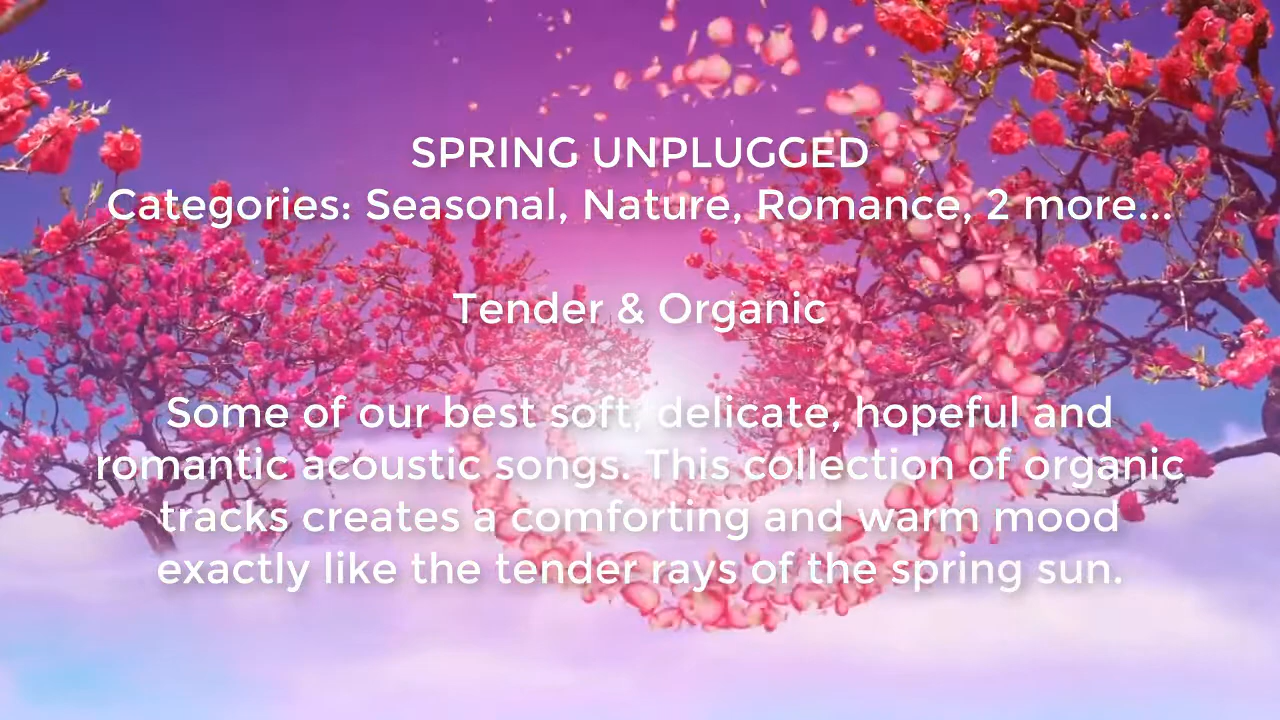 SPRING UNPLUGGED
Categories: Seasonal, Nature, Romance, 2 more...
Tender & Organic
Some of our best soft, delicate, hopeful and
romantic acoustic songs. This collection of organic
tracks creates a comforting and warm mood
exactly like the tender rays of the spring sun.